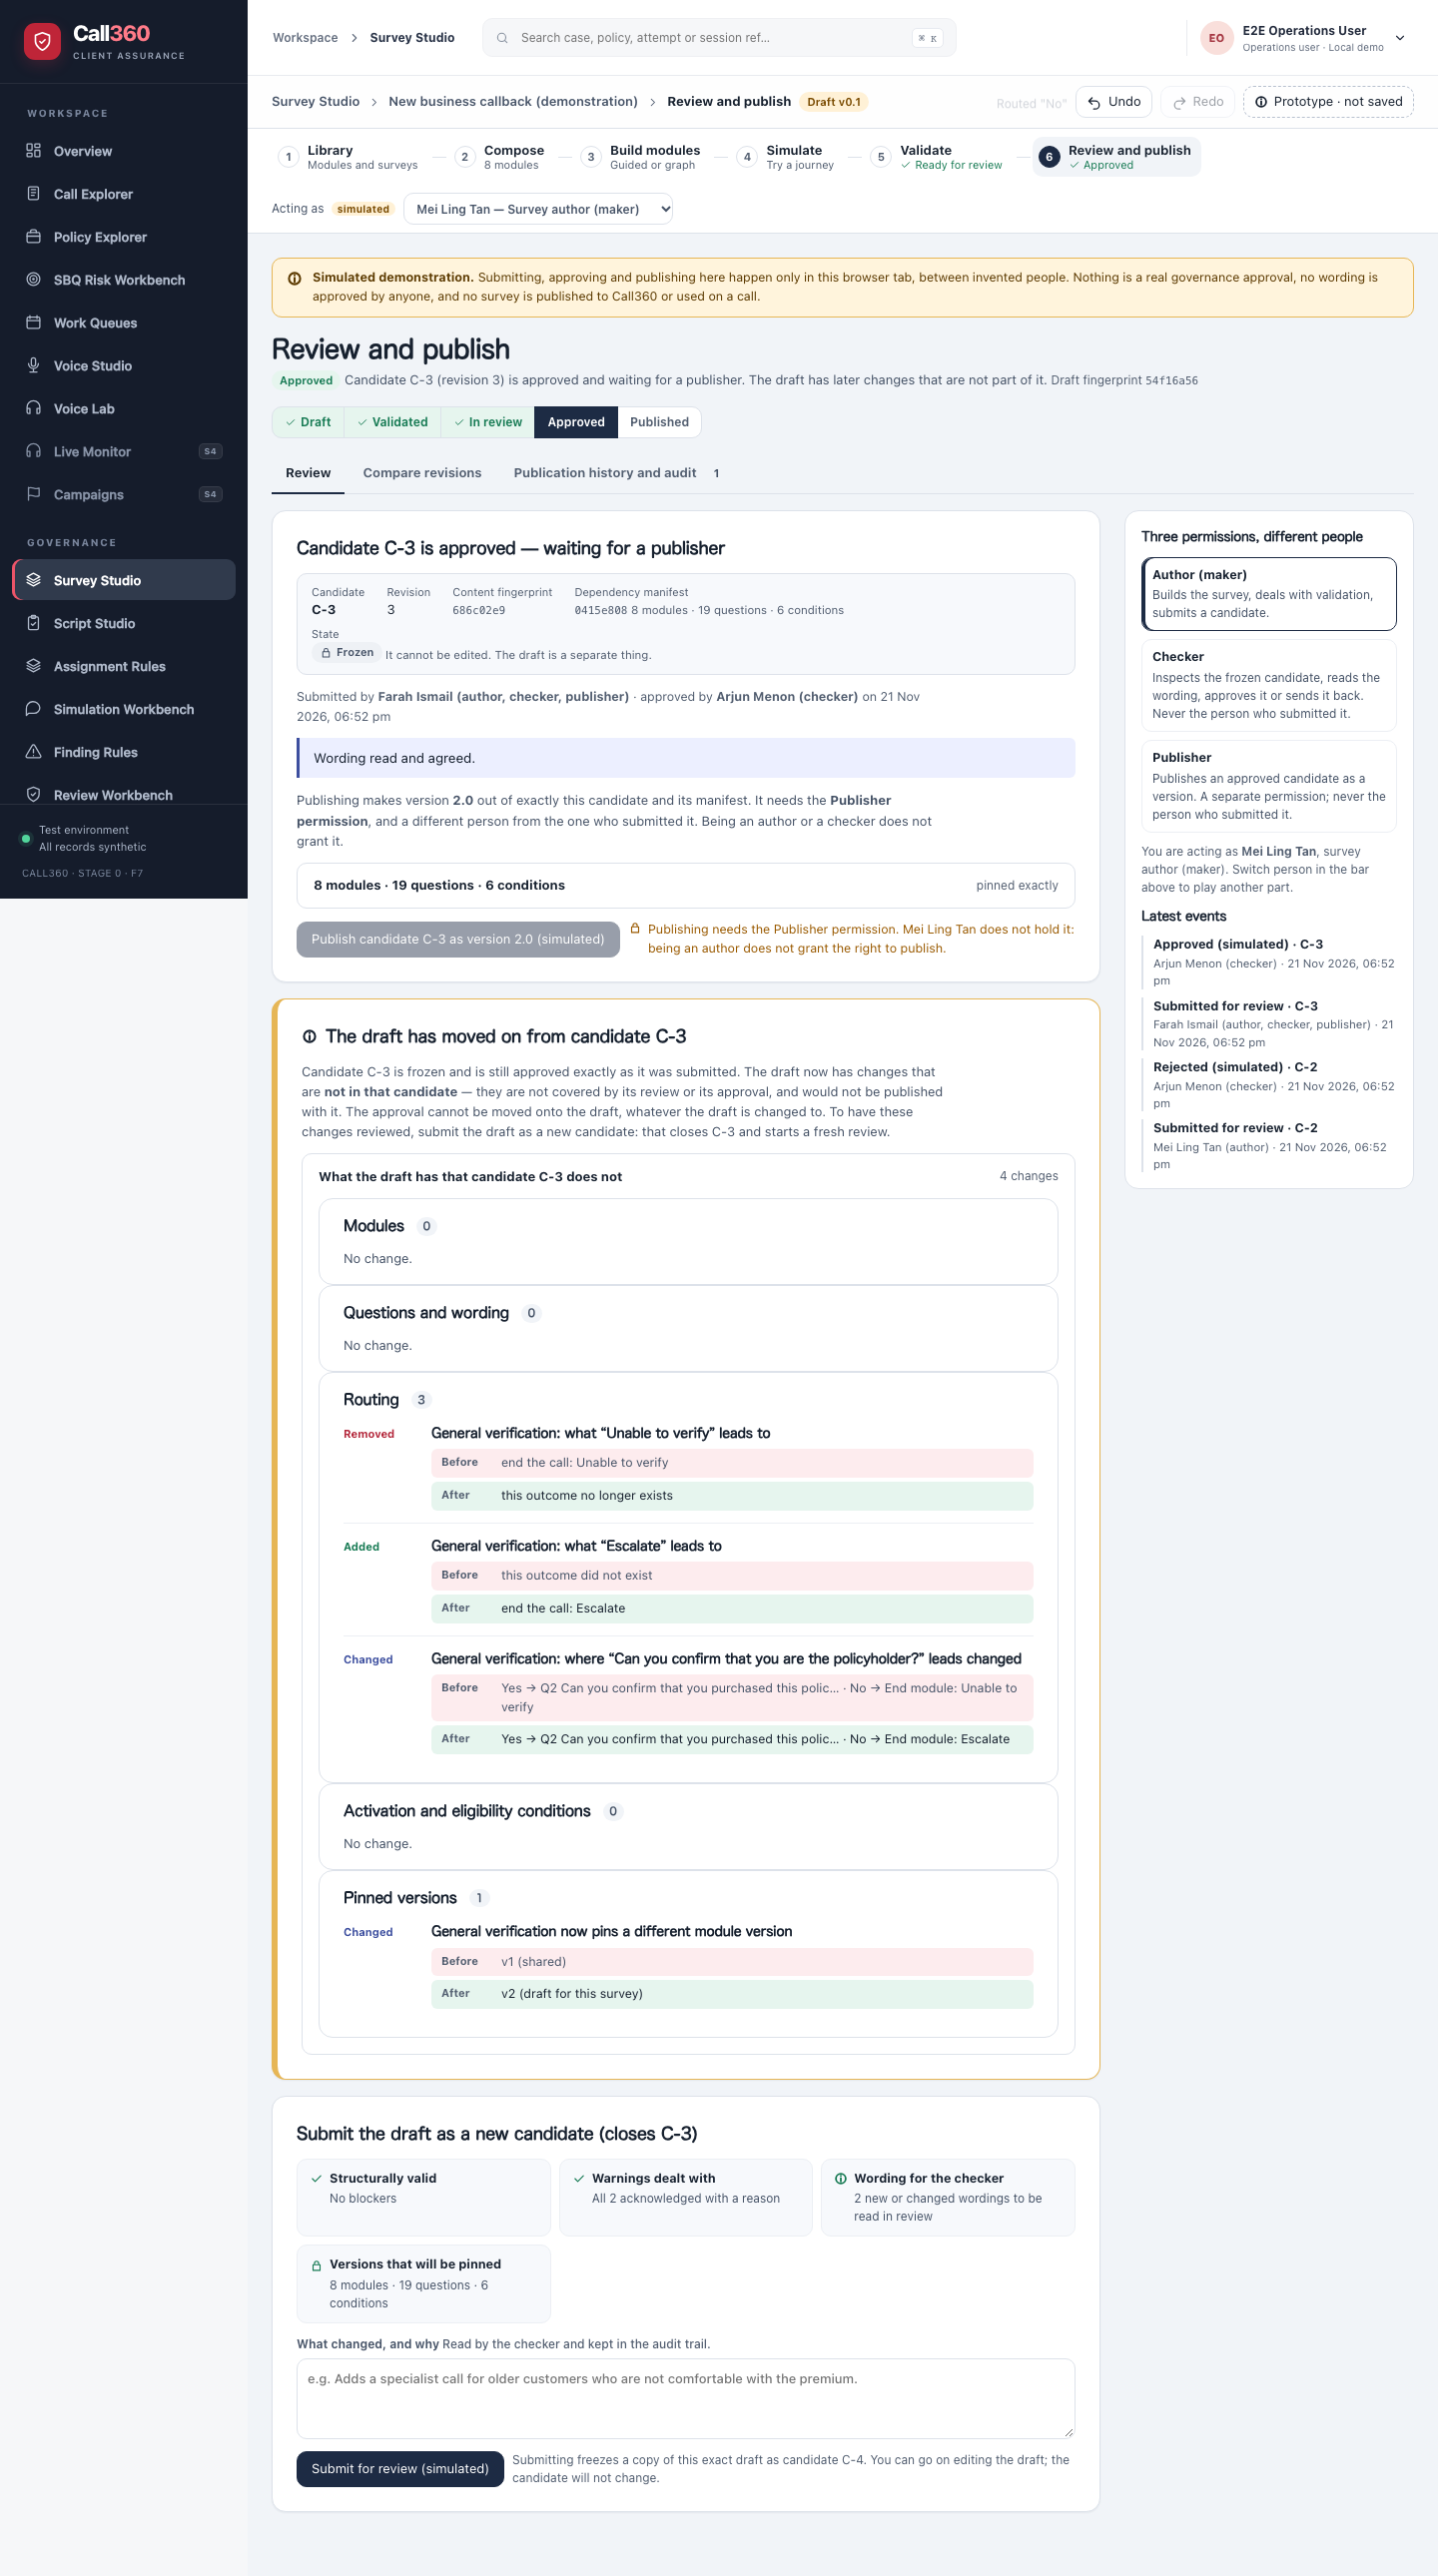 Call360
CLIENT ASSURANCE
WORKSPACE
Overview
Call Explorer
Policy Explorer
SBQ Risk Workbench
Work Queues
Voice Studio
Voice Lab
Live Monitor S4
Campaigns S4
GOVERNANCE
Survey Studio
Script Studio
Assignment Rules
Simulation Workbench
Finding Rules
Review Workbench
Test environment
All records synthetic
CALL360 · STAGE 0 · F7
Workspace > Survey Studio
Search case, policy, attempt or session ref...
⌘ K
EO
E2E Operations User
Operations user · Local demo
Survey Studio > New business callback (demonstration) > Review and publish Draft v0.1
Routed "No"
Undo
Redo
Prototype · not saved
1 Library
Modules and surveys
2 Compose
8 modules
3 Build modules
Guided or graph
4 Simulate
Try a journey
5 Validate
✓ Ready for review
6 Review and publish
✓ Approved
Acting as simulated Mei Ling Tan — Survey author (maker)
Simulated demonstration. Submitting, approving and publishing here happen only in this browser tab, between invented people. Nothing is a real governance approval, no wording is
approved by anyone, and no survey is published to Call360 or used on a call.
Review and publish
Approved Candidate C-3 (revision 3) is approved and waiting for a publisher. The draft has later changes that are not part of it. Draft fingerprint 54f16a56
✓ Draft ✓ Validated ✓ In review Approved Published
Review Compare revisions Publication history and audit 1
Candidate C-3 is approved — waiting for a publisher
Candidate Revision Content fingerprint Dependency manifest
C-3 3 686c02e9 0415e808 8 modules · 19 questions · 6 conditions
State
Frozen It cannot be edited. The draft is a separate thing.
Submitted by Farah Ismail (author, checker, publisher) · approved by Arjun Menon (checker) on 21 Nov
2026, 06:52 pm
Wording read and agreed.
Publishing makes version 2.0 out of exactly this candidate and its manifest. It needs the Publisher
permission, and a different person from the one who submitted it. Being an author or a checker does not
grant it.
8 modules · 19 questions · 6 conditions pinned exactly
Publish candidate C-3 as version 2.0 (simulated)
Publishing needs the Publisher permission. Mei Ling Tan does not hold it:
being an author does not grant the right to publish.
The draft has moved on from candidate C-3
Candidate C-3 is frozen and is still approved exactly as it was submitted. The draft now has changes that
are not in that candidate — they are not covered by its review or its approval, and would not be published
with it. The approval cannot be moved onto the draft, whatever the draft is changed to. To have these
changes reviewed, submit the draft as a new candidate: that closes C-3 and starts a fresh review.
What the draft has that candidate C-3 does not 4 changes
Modules 0
No change.
Questions and wording 0
No change.
Routing 3
Removed General verification: what “Unable to verify” leads to
Before end the call: Unable to verify
After this outcome no longer exists
Added General verification: what “Escalate” leads to
Before this outcome did not exist
After end the call: Escalate
Changed General verification: where “Can you confirm that you are the policyholder?” leads changed
Before Yes → Q2 Can you confirm that you purchased this polic… · No → End module: Unable to
verify
After Yes → Q2 Can you confirm that you purchased this polic… · No → End module: Escalate
Activation and eligibility conditions 0
No change.
Pinned versions 1
Changed General verification now pins a different module version
Before v1 (shared)
After v2 (draft for this survey)
Submit the draft as a new candidate (closes C-3)
Structurally valid
No blockers
Warnings dealt with
All 2 acknowledged with a reason
Wording for the checker
2 new or changed wordings to be
read in review
Versions that will be pinned
8 modules · 19 questions · 6
conditions
What changed, and why Read by the checker and kept in the audit trail.
e.g. Adds a specialist call for older customers who are not comfortable with the premium.
Submit for review (simulated)
Submitting freezes a copy of this exact draft as candidate C-4. You can go on editing the draft; the
candidate will not change.
Three permissions, different people
Author (maker)
Builds the survey, deals with validation,
submits a candidate.
Checker
Inspects the frozen candidate, reads the
wording, approves it or sends it back.
Never the person who submitted it.
Publisher
Publishes an approved candidate as a
version. A separate permission; never the
person who submitted it.
You are acting as Mei Ling Tan, survey
author (maker). Switch person in the bar
above to play another part.
Latest events
Approved (simulated) · C-3
Arjun Menon (checker) · 21 Nov 2026, 06:52
pm
Submitted for review · C-3
Farah Ismail (author, checker, publisher) · 21
Nov 2026, 06:52 pm
Rejected (simulated) · C-2
Arjun Menon (checker) · 21 Nov 2026, 06:52
pm
Submitted for review · C-2
Mei Ling Tan (author) · 21 Nov 2026, 06:52
pm